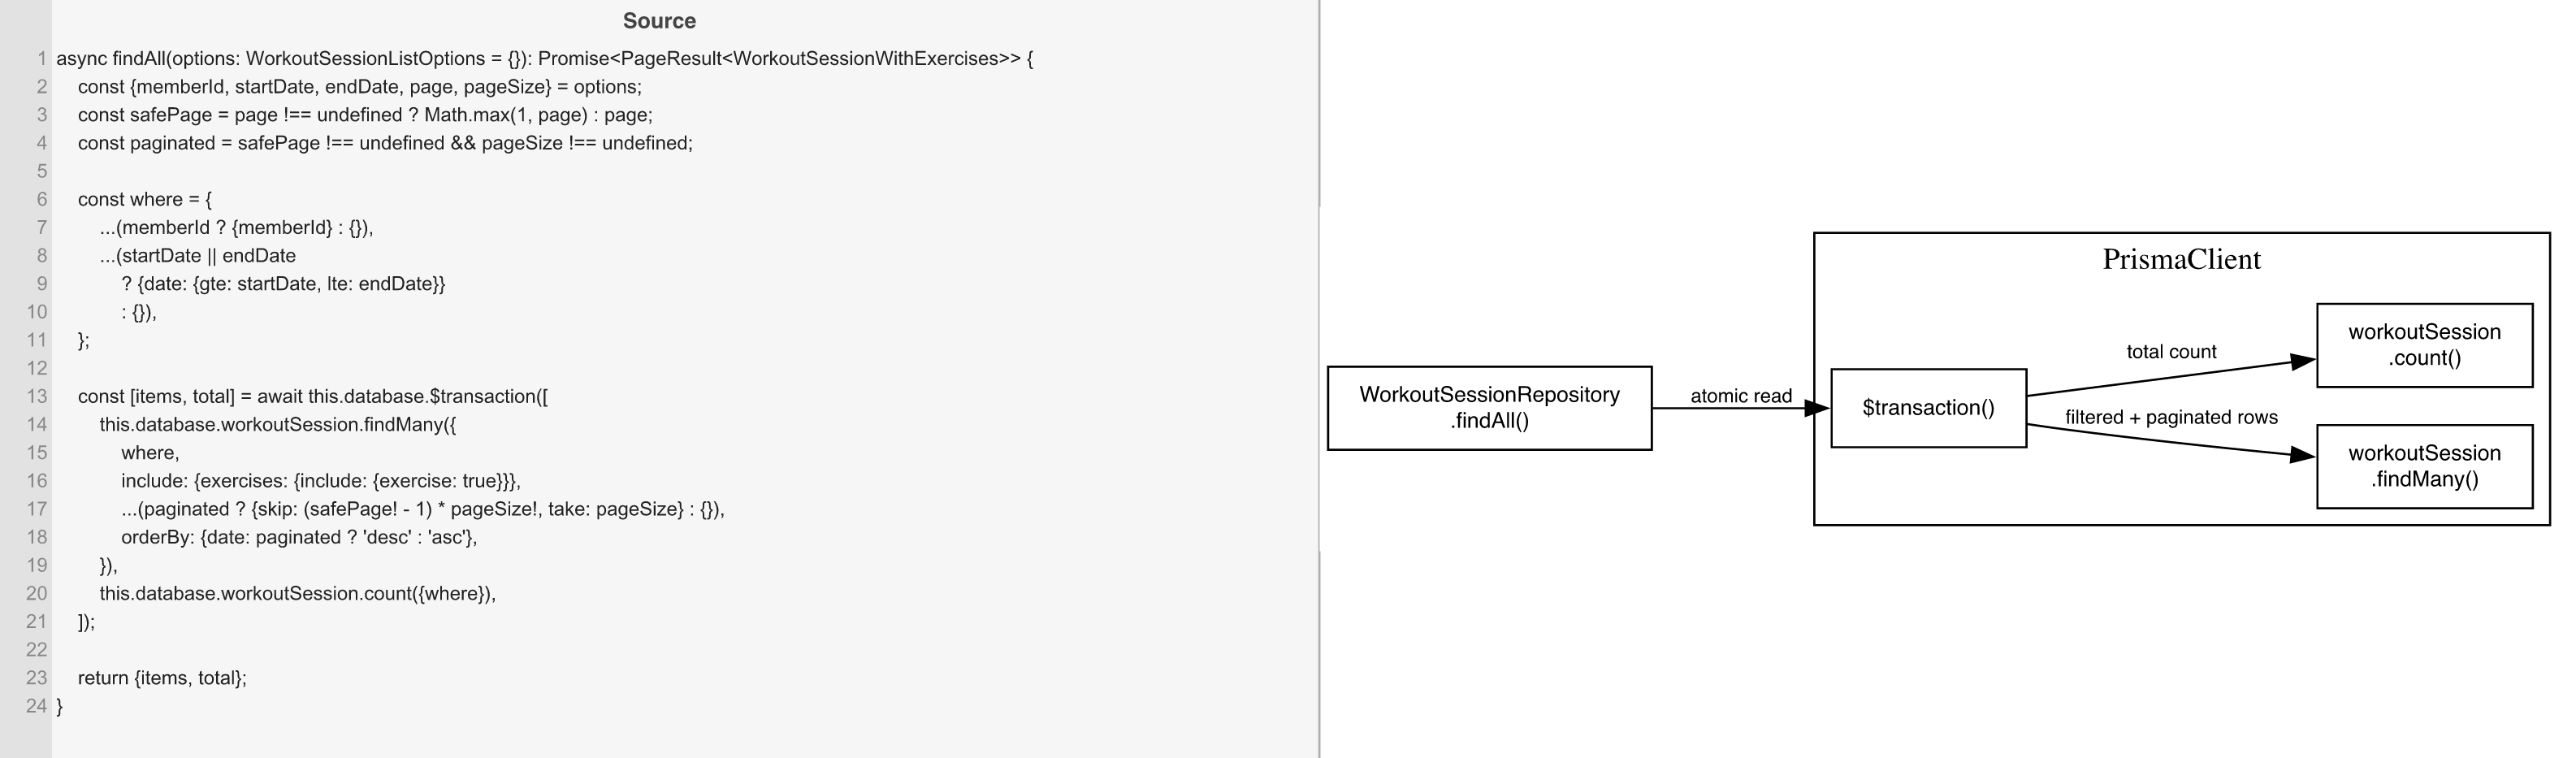 Source
1 async findAll(options: WorkoutSessionListOptions = {}): Promise<PageResult<WorkoutSessionWithExercises>> {
2 const {memberId, startDate, endDate, page, pageSize} = options;
3 const safePage = page !== undefined ? Math.max(1, page) : page;
4 const paginated = safePage !== undefined && pageSize !== undefined;
5
6 const where = {
7 ...(memberId ? {memberId} : {}),
8 ...(startDate || endDate
9 ? {date: {gte: startDate, lte: endDate}}
10 : {}),
11 };
12
13 const [items, total] = await this.database.$transaction([
14 this.database.workoutSession.findMany({
15 where,
16 include: {exercises: {include: {exercise: true}}},
17 ...(paginated ? {skip: (safePage! - 1) * pageSize!, take: pageSize} : {}),
18 orderBy: {date: paginated ? 'desc' : 'asc'},
19 }),
20 this.database.workoutSession.count({where}),
21 ]);
22
23 return {items, total};
24 }
WorkoutSessionRepository
.findAll()
atomic read
PrismaClient
$transaction()
total count
filtered + paginated rows
workoutSession
.count()
workoutSession
.findMany()